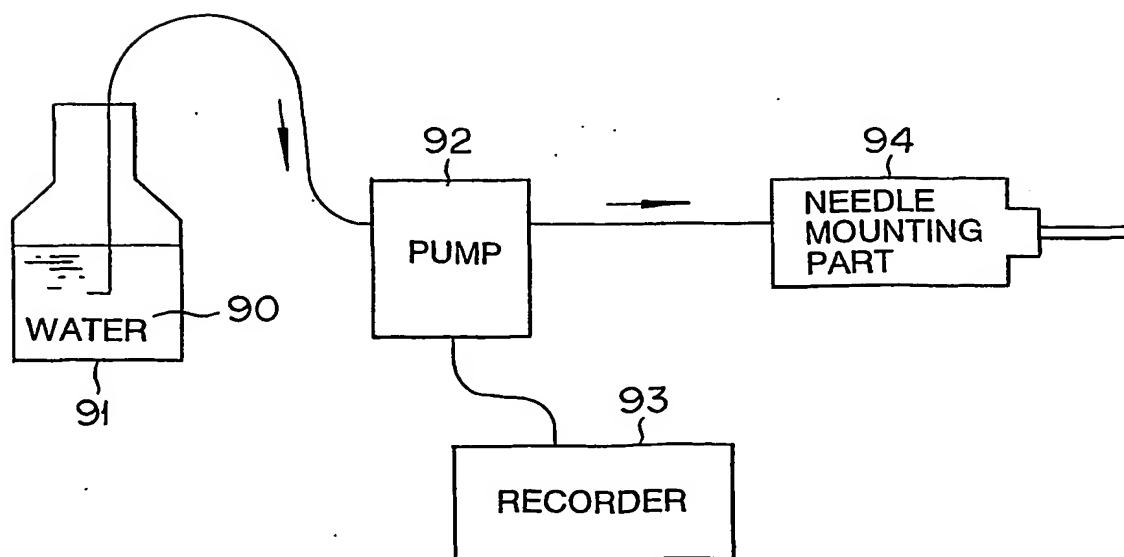 92
94
PUMP
NEEDLE
MOUNTING
PART
WATER
90
91
93
RECORDER